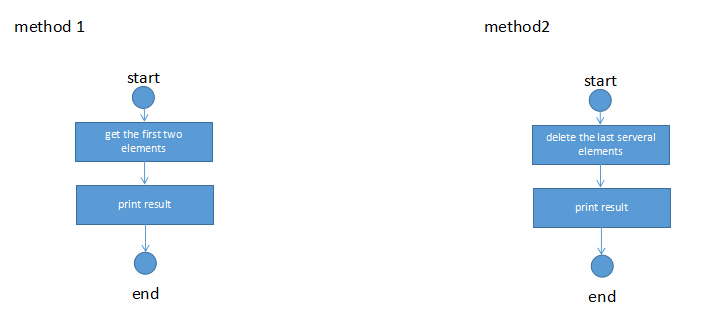 method 1
start
get the first two
elements
print result
end
method2
start
delete the last serveral
elements
print result
end